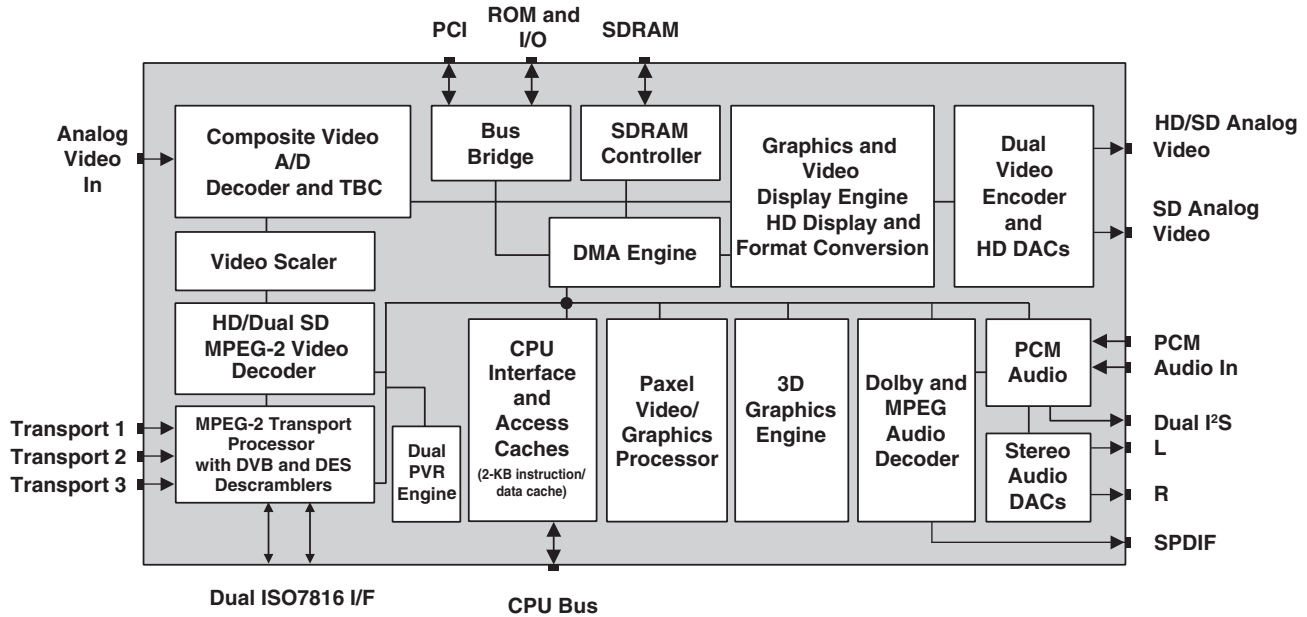 PCI
ROM and
I/O
SDRAM
Analog
Video
In
Composite Video
A/D
Decoder and TBC
Bus
Bridge
SDRAM
Controller
Graphics and
Video
Display Engine
HD Display and
Format Conversion
Dual
Video
Encoder
and
HD DACs
HD/SD Analog
Video
SD Analog
Video
Video Scaler
DMA Engine
HD/Dual SD
MPEG-2 Video
Decoder
CPU
Interface
and
Access
Caches
(2-KB instruction/
data cache)
Paxel
Video/
Graphics
Processor
3D
Graphics
Engine
Dolby and
MPEG
Audio
Decoder
PCM
Audio
PCM
Audio In
Transport 1
Transport 2
Transport 3
MPEG-2 Transport
Processor
with DVB and DES
Descramblers
Dual
PVR
Engine
Stereo
Audio
DACs
Dual I²S
L
R
SPDIF
Dual ISO7816 I/F
CPU Bus